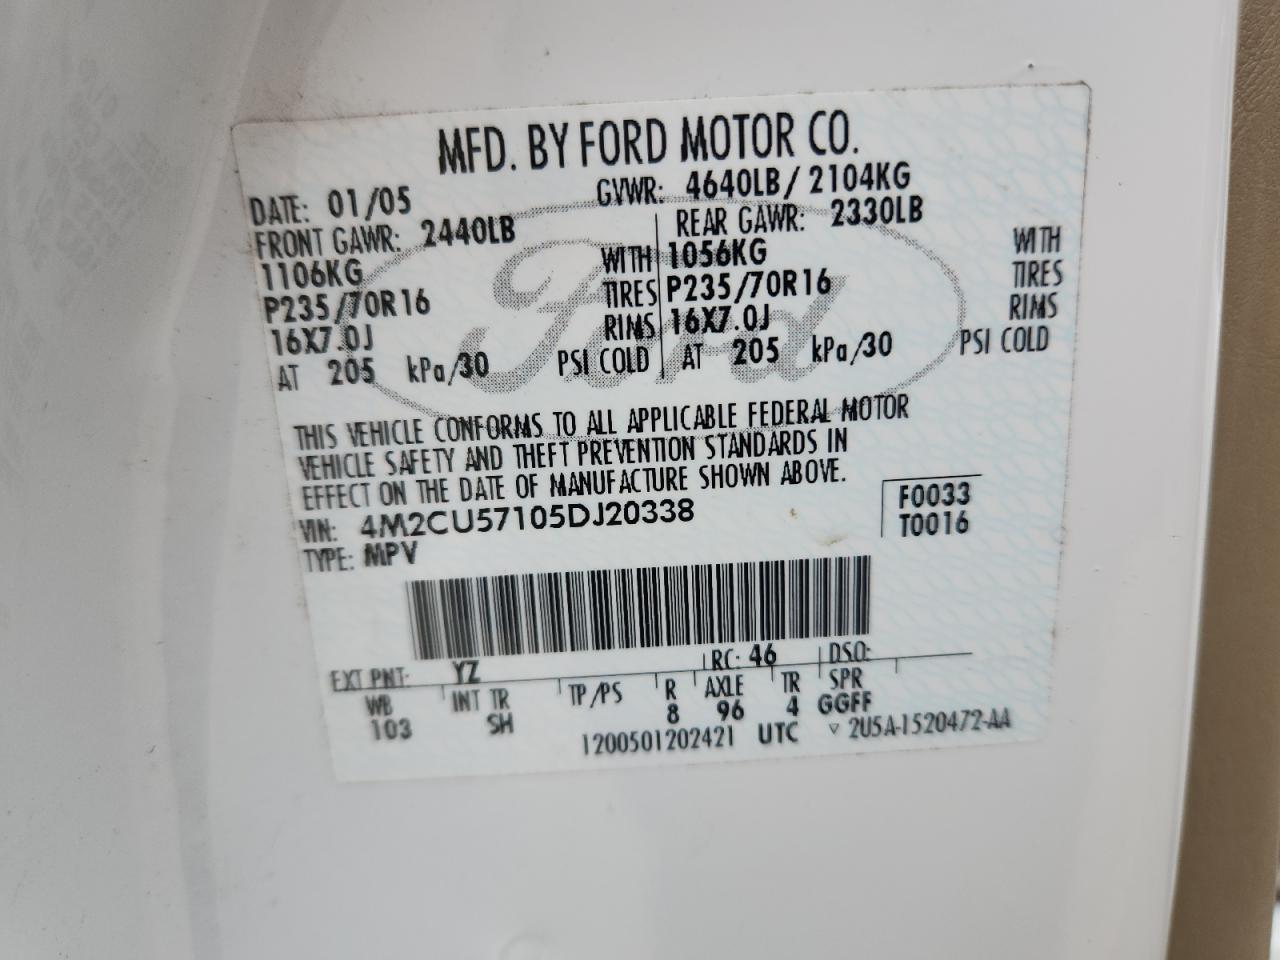 MFD. BY FORD MOTOR CO.
DATE: 01/05 GVWR: 4640LB/ 2104KG
FRONT GAWR: 2440LB REAR GAWR: 2330LB
1106KG WITH 1056KG WITH
P235/70R16 TIRES P235/70R16 TIRES
16X7.0J RIMS 16X7.0J RIMS
AT 205 kPa/30 PSI COLD AT 205 kPa/30 PSI COLD
Ford
THIS VEHICLE CONFORMS TO ALL APPLICABLE FEDERAL MOTOR
VEHICLE SAFETY AND THEFT PREVENTION STANDARDS IN
EFFECT ON THE DATE OF MANUFACTURE SHOWN ABOVE.
VIN: 4M2CU57105DJ20338 F0033
TYPE: MPV T0016
EXT PNT: YZ RC: 46 DSO:
WB INT TR TP/PS R AXLE TR SPR
103 SH 8 96 4 GGFF
1200501202421 UTC ▽ 2U5A-1520472-AA